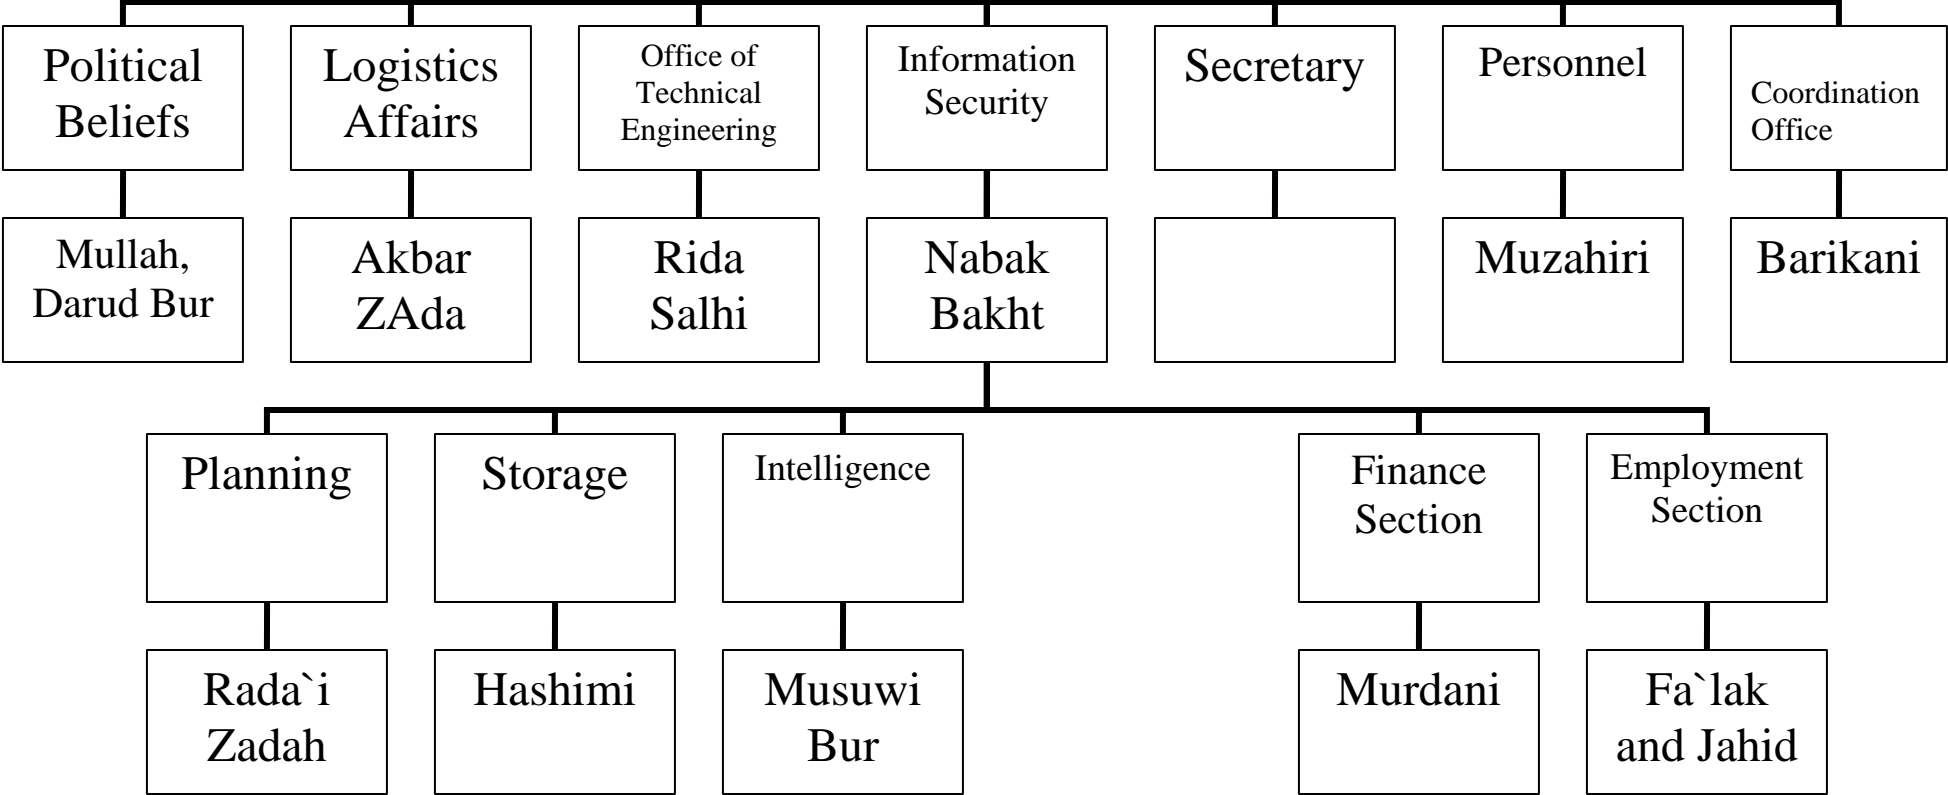 Political
Beliefs
Logistics
Affairs
Office of
Technical
Engineering
Information
Security
Secretary
Personnel
Coordination
Office
Mullah,
Darud Bur
Akbar
ZAda
Rida
Salhi
Nabak
Bakht
Muzahiri
Barikani
Planning
Storage
Intelligence
Finance
Section
Employment
Section
Rada`i
Zadah
Hashimi
Musuwi
Bur
Murdani
Fa`lak
and Jahid